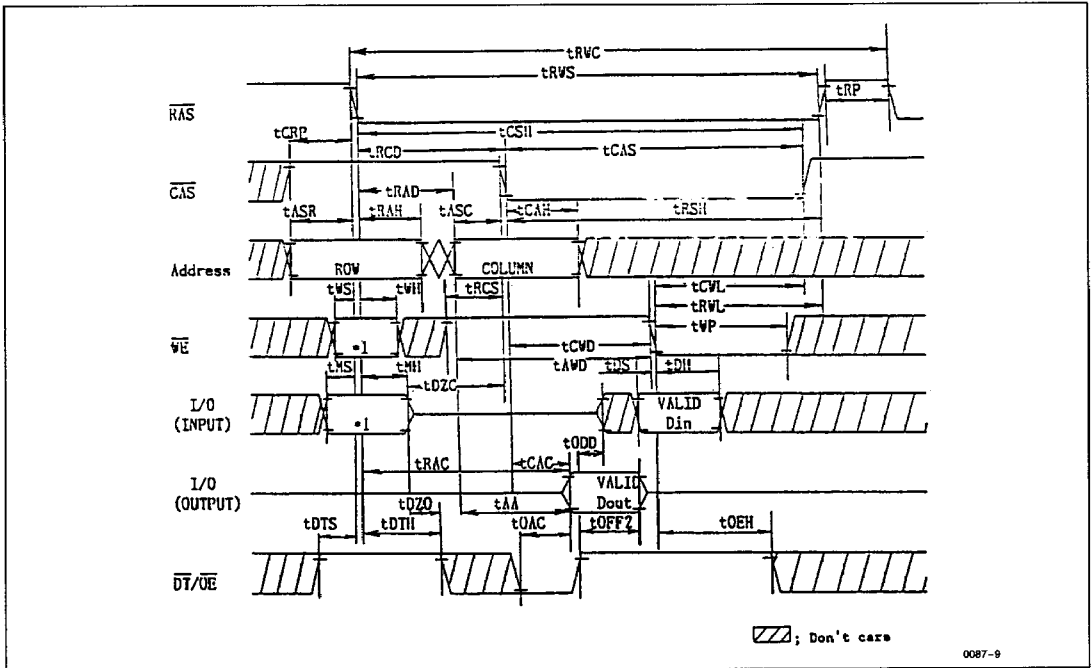 tRWC
tRWS
tRP
RAS
tCRP
tCSH
tRCD
tCAS
CAS
tRAD
tASR
tRAH
tASC
tCAH
tRSH
Address
ROW
COLUMN
tCWL
tWS
tWH
tRCS
tRWL
tWP
WE
*1
tCWD
tAWD
tDS
tDH
tMS
tMH
tDZC
I/O
(INPUT)
*1
VALID
Din
tODD
tRAC
tCAC
I/O
(OUTPUT)
VALID
Dout
tDZO
tAA
tDTS
tDTH
tOAC
tOFF2
tOEH
DT/OE
; Don't care
0087-9